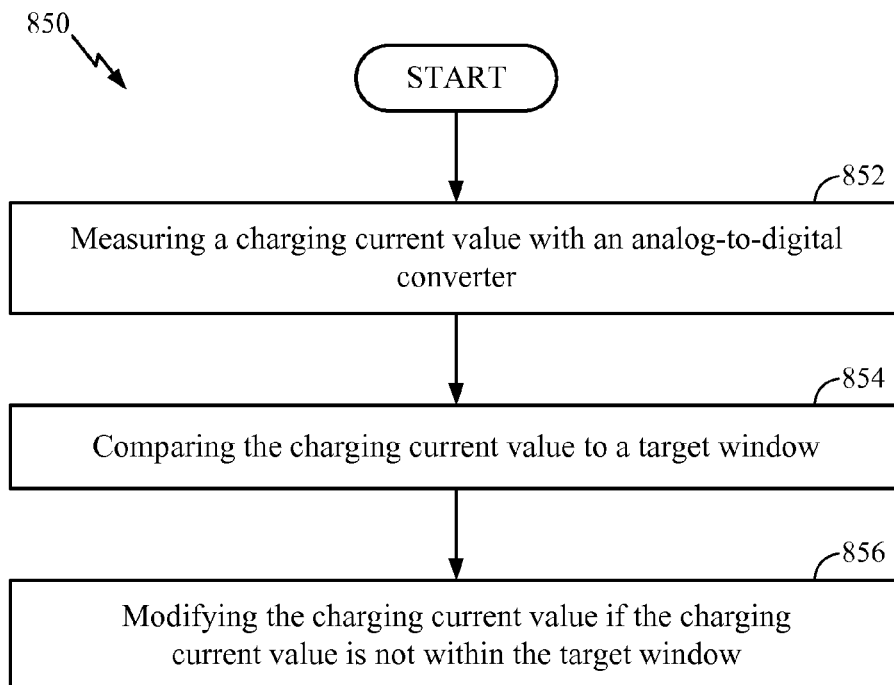 850
START
852
Measuring a charging current value with an analog-to-digital
converter
854
Comparing the charging current value to a target window
856
Modifying the charging current value if the charging
current value is not within the target window